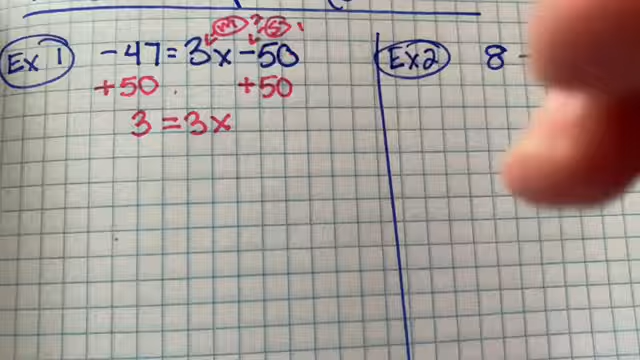 Ex 1 -47 = 3x - 50
+50 +50
3 = 3x
Ex2 8 -